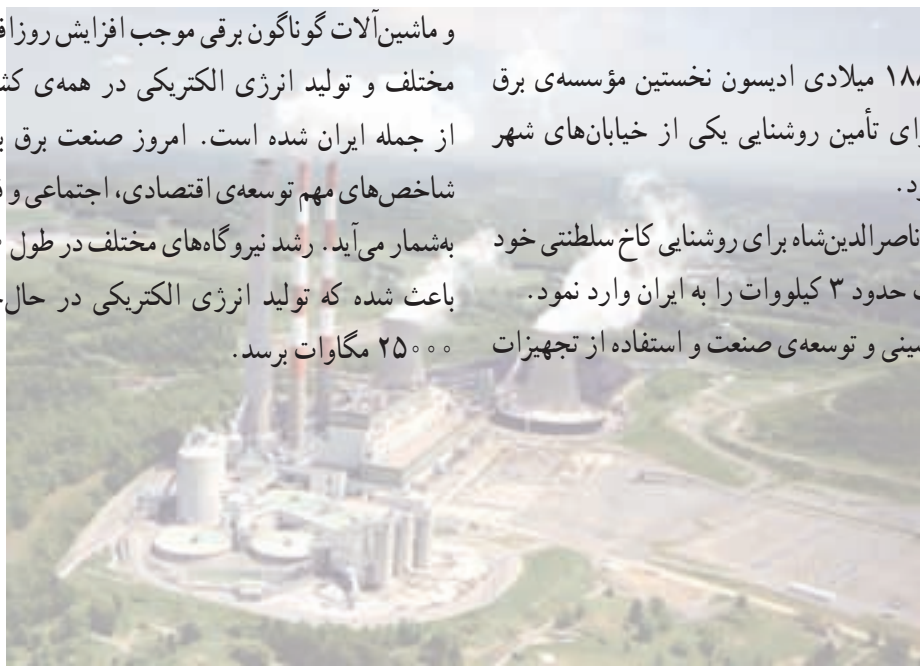 میلادی ادیسون نخستین مؤسسه‌ی برق
تأمین روشنایی یکی از خیابان‌های شهر
ناصرالدین‌شاه برای روشنایی کاخ سلطنتی خود
حدود ۳ کیلووات را به ایران وارد نمود.
و توسعه‌ی صنعت و استفاده از تجهیزات
و ماشین‌آلات گوناگون برقی موجب افزایش
مختلف و تولید انرژی الکتریکی در همه‌ی
از جمله ایران شده است. امروز صنعت برق
شاخص‌های مهم توسعه‌ی اقتصادی، اجتماعی و
به‌شمار می‌آید. رشد نیروگاه‌های مختلف در طول
باعث شده که تولید انرژی الکتریکی در حال
۲۵۰۰۰ مگاوات برسد.